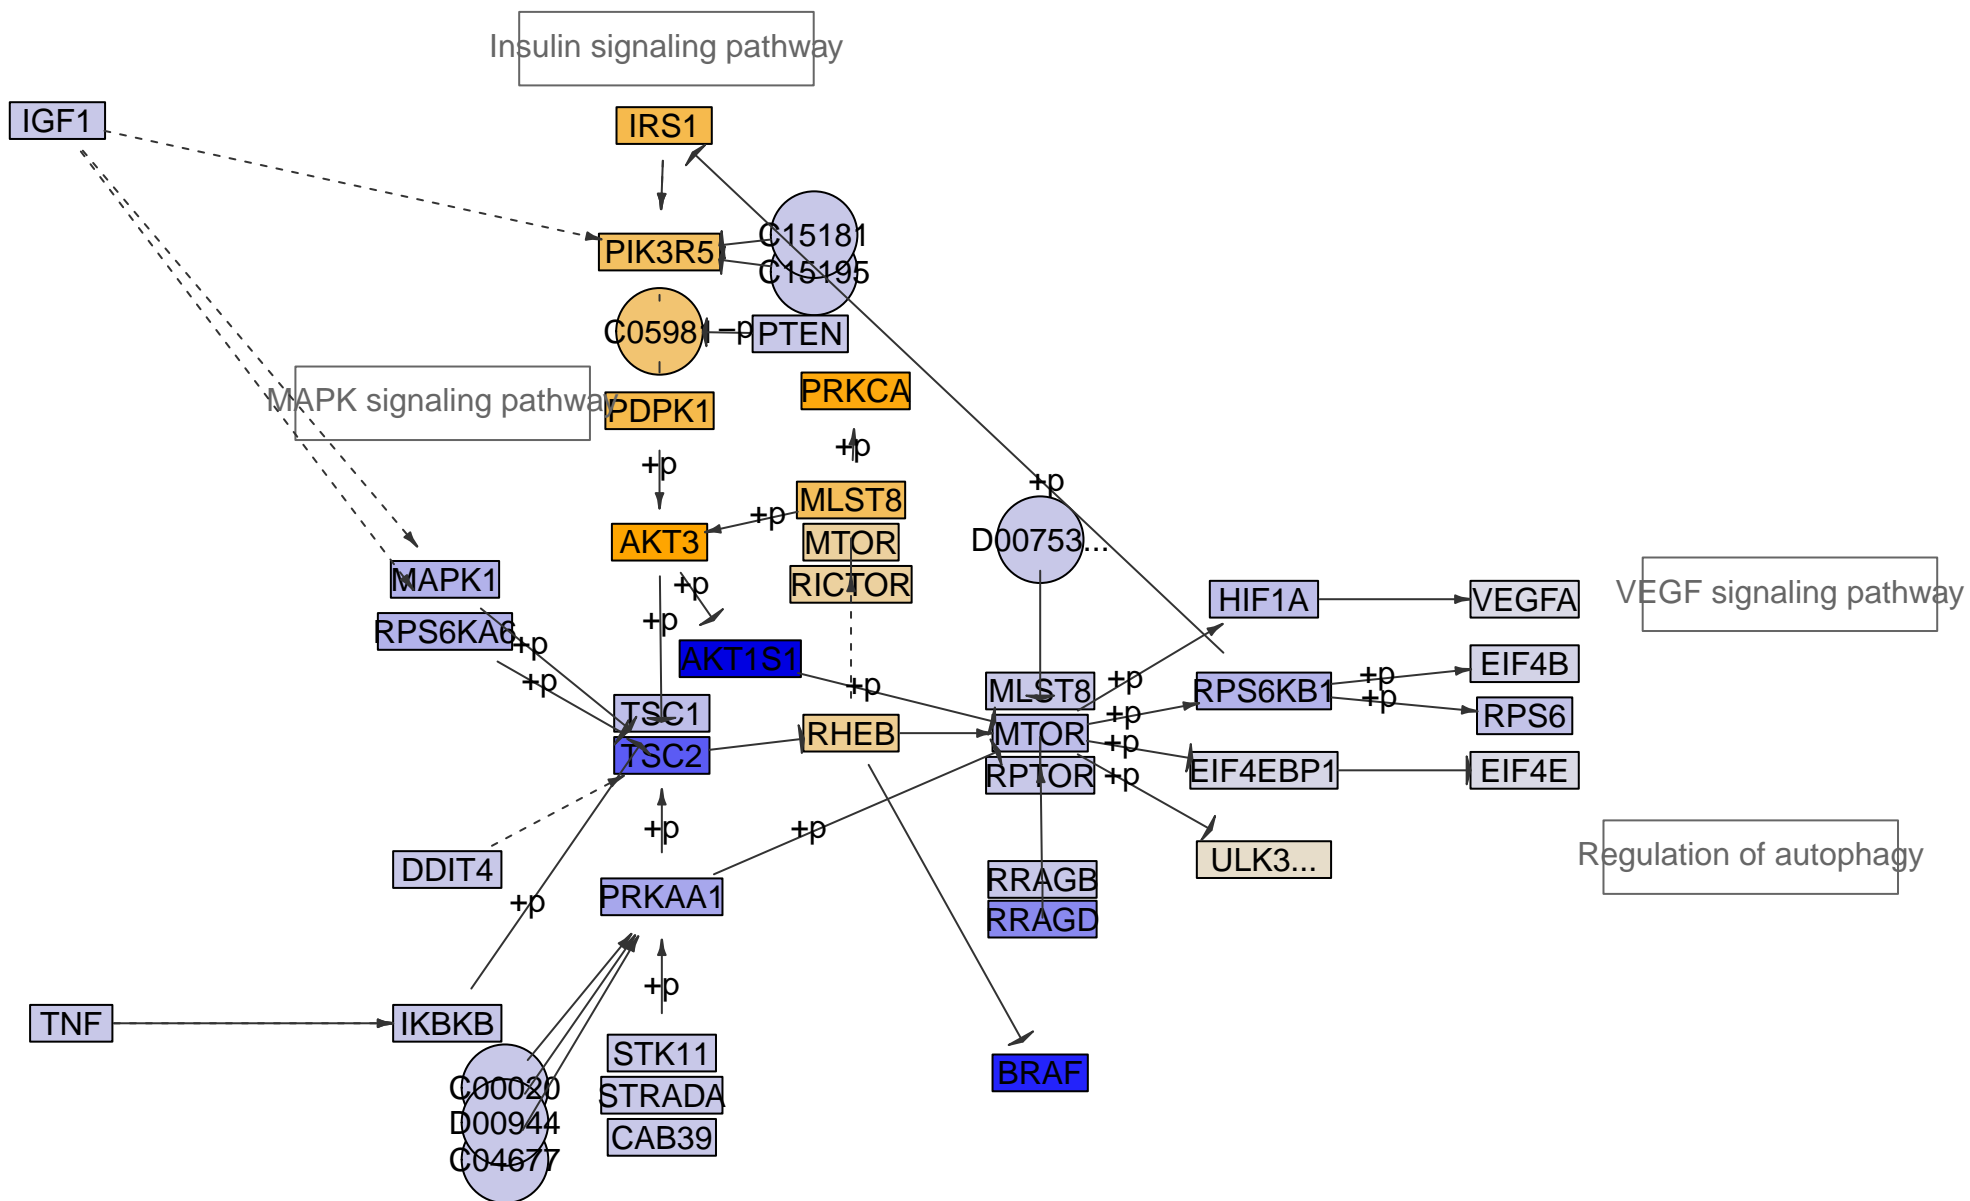 Insulin signaling pathway
IGF1
IRS1
PIK3R5
C15181
C15195
C05981
−p
PTEN
MAPK signaling pathway
PDPK1
PRKCA
+p
+p
MLST8
+p
+p
AKT3
MTOR
D00753...
RICTOR
MAPK1
+p
HIF1A
VEGFA
VEGF signaling pathway
RPS6KA6
+p
+p
AKT1S1
EIF4B
+p
+p
+p
+p
MLST8
RPS6KB1
+p
TSC1
+p
RPS6
TSC2
RHEB
MTOR
+p
RPTOR
+p
EIF4EBP1
EIF4E
+p
+p
DDIT4
ULK3...
Regulation of autophagy
PRKAA1
+p
RRAGB
RRAGD
+p
TNF
IKBKB
STK11
BRAF
C00020
STRADA
D00944
CAB39
C04677